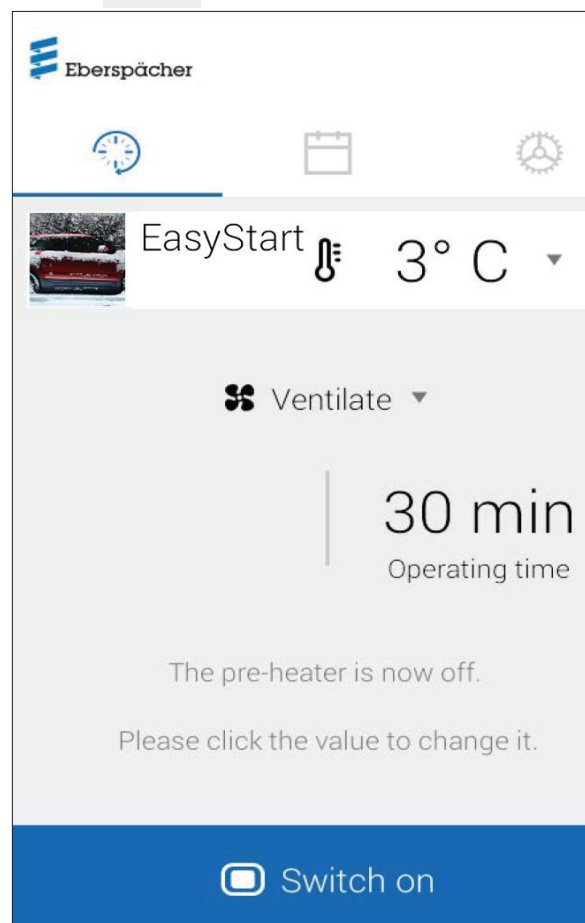 Eberspächer
EasyStart 3° C
Ventilate
30 min
Operating time
The pre-heater is now off.
Please click the value to change it.
Switch on